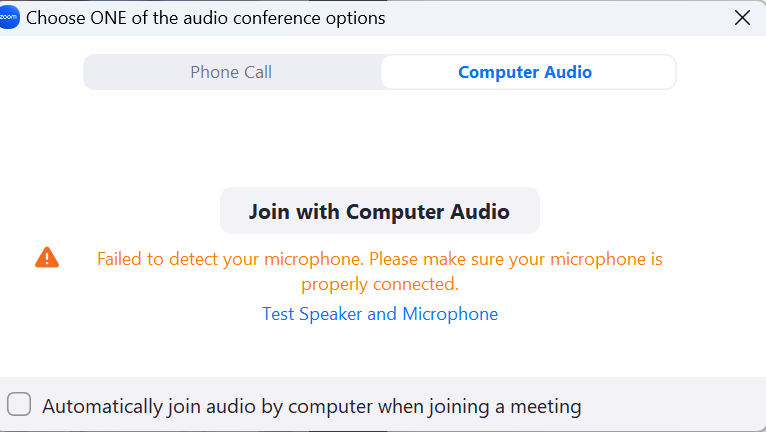 zoom Choose ONE of the audio conference options
Phone Call Computer Audio
Join with Computer Audio
Failed to detect your microphone. Please make sure your microphone is
properly connected.
Test Speaker and Microphone
Automatically join audio by computer when joining a meeting